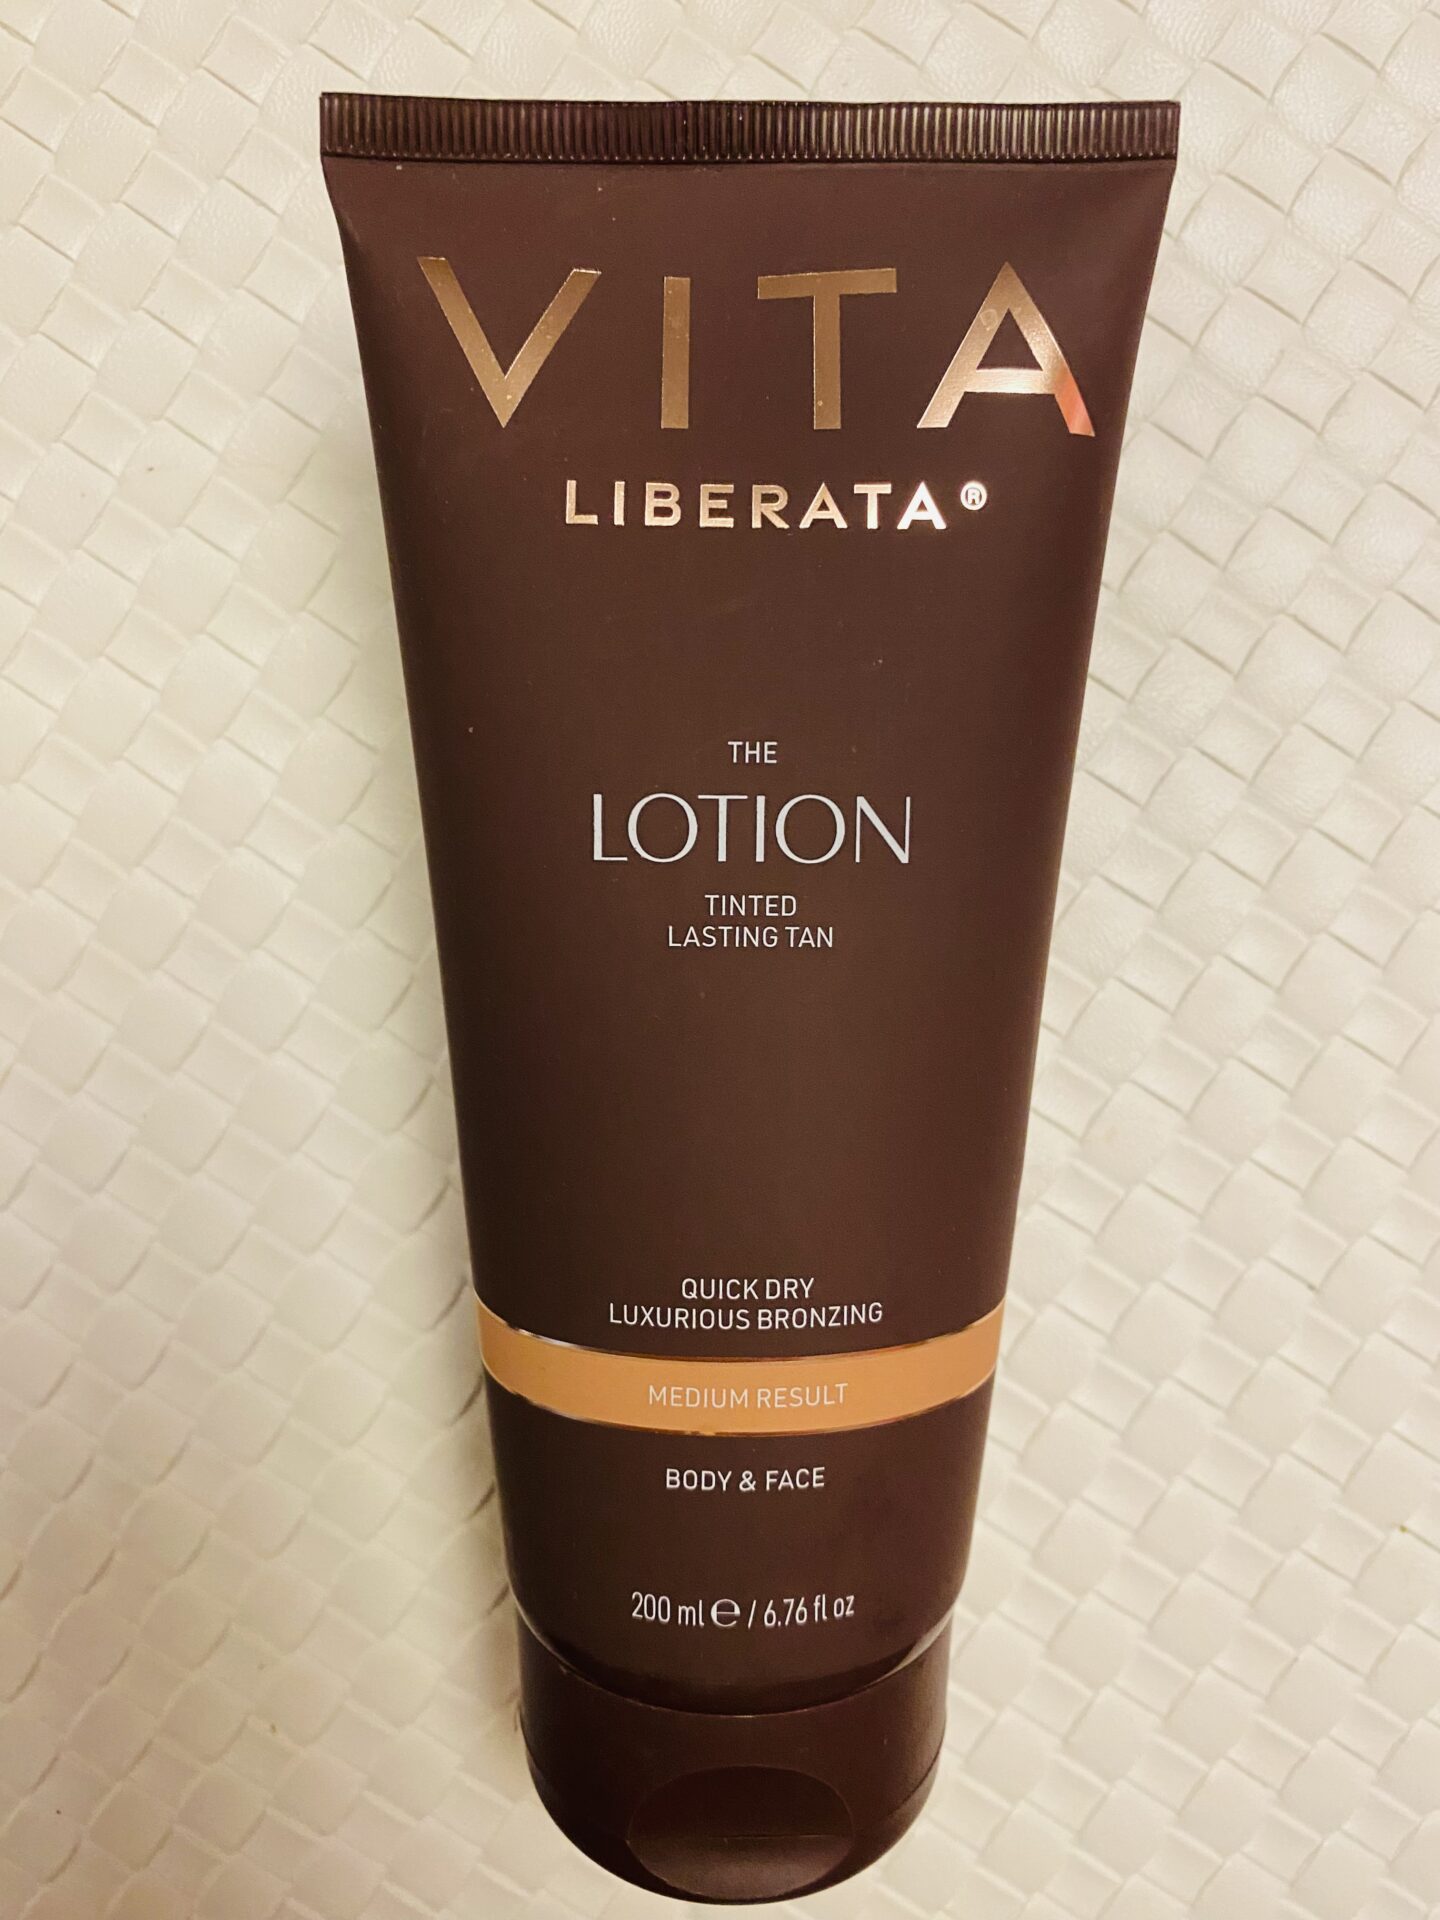 VITA
LIBERATA®
THE
LOTION
TINTED
LASTING TAN
QUICK DRY
LUXURIOUS BRONZING
MEDIUM RESULT
BODY & FACE
200 ml ℮ / 6.76 fl oz